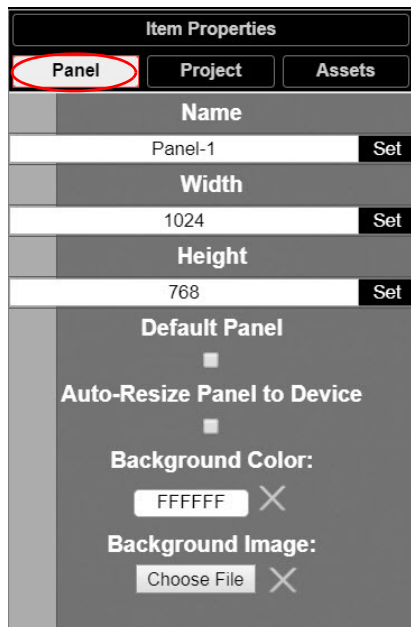 Item Properties
Panel Project Assets
Name
Panel-1 Set
Width
1024 Set
Height
768 Set
Default Panel
Auto-Resize Panel to Device
Background Color:
FFFFFF
Background Image:
Choose File